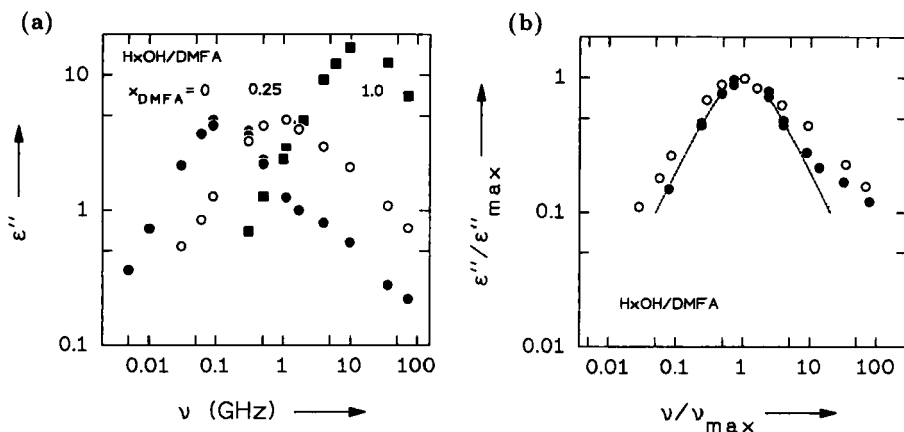 (a)
HxOH/DMFA
x DMFA = 0 0.25 1.0
10
1
0.1
ε''
0.01 0.1 1 10 100
ν (GHz)
(b)
1
0.1
0.01
ε''/ε''max
HxOH/DMFA
0.01 0.1 1 10 100
ν/νmax